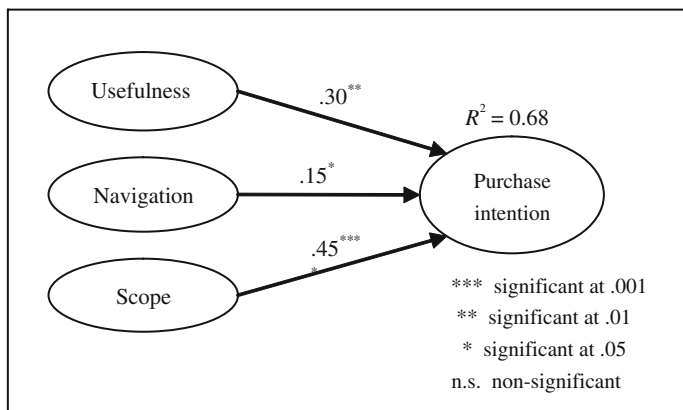 Usefulness
.30**
R² = 0.68
Navigation
.15*
Purchase
intention
.45***
*
Scope
*** significant at .001
** significant at .01
* significant at .05
n.s. non-significant